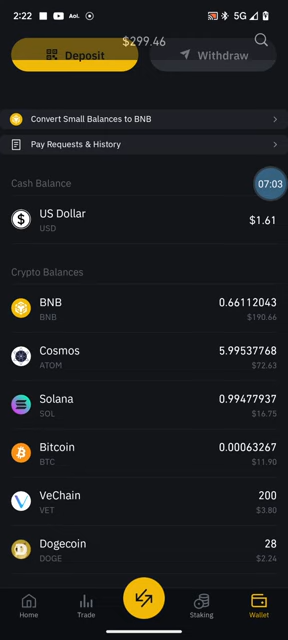 2:22 Aol. 5G
$299.46
Deposit Withdraw
Convert Small Balances to BNB
Pay Requests & History
Cash Balance
07:03
US Dollar $1.61
USD
Crypto Balances
BNB 0.66112043
BNB $190.66
Cosmos 5.99537768
ATOM $72.63
Solana 0.99477937
SOL $16.75
Bitcoin 0.00063267
BTC $11.90
VeChain 200
VET $3.80
Dogecoin 28
DOGE $2.24
Home Trade Staking Wallet